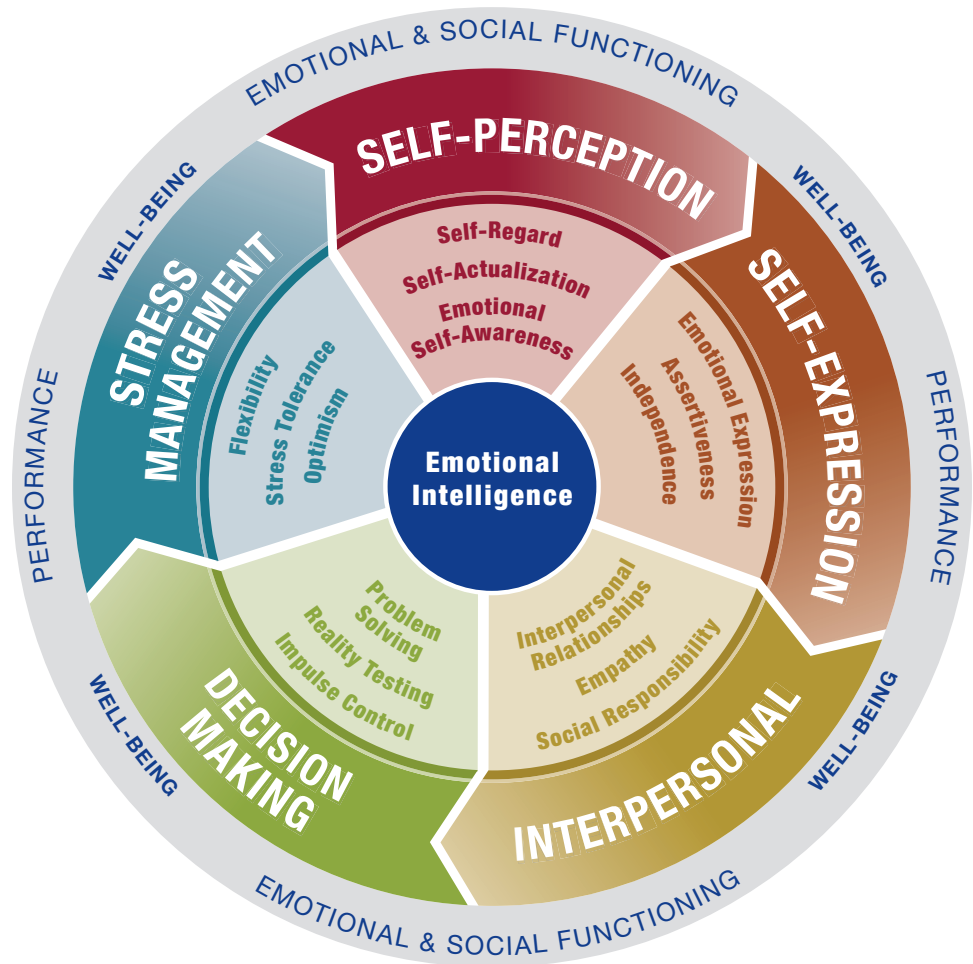 EMOTIONAL & SOCIAL FUNCTIONING
WELL-BEING
PERFORMANCE
WELL-BEING
EMOTIONAL & SOCIAL FUNCTIONING
WELL-BEING
PERFORMANCE
WELL-BEING
SELF-PERCEPTION
Self-Regard
Self-Actualization
Emotional
Self-Awareness
SELF-EXPRESSION
Emotional Expression
Assertiveness
Independence
INTERPERSONAL
Interpersonal
Relationships
Empathy
Social Responsibility
DECISION
MAKING
Problem
Solving
Reality Testing
Impulse Control
STRESS
MANAGEMENT
Flexibility
Stress Tolerance
Optimism
Emotional
Intelligence